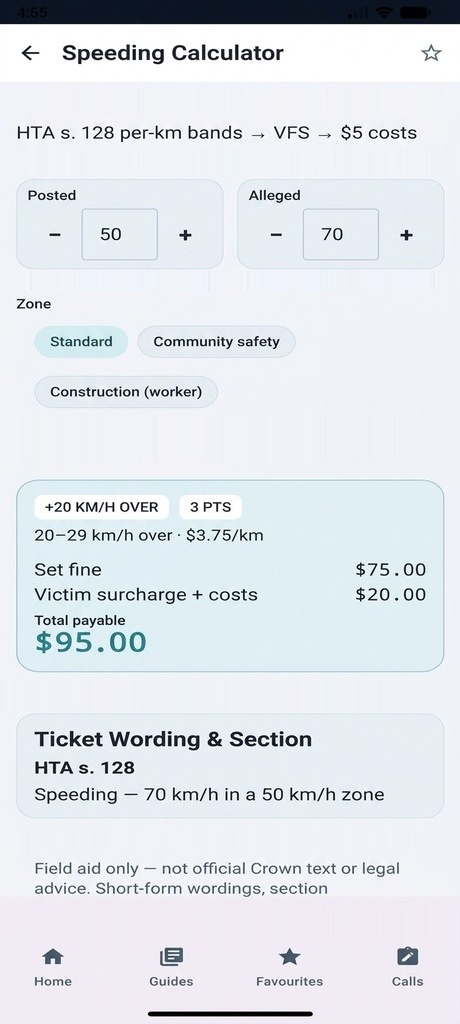 4:55
Speeding Calculator
HTA s. 128 per-km bands → VFS → $5 costs
Posted
− 50 +
Alleged
− 70 +
Zone
Standard
Community safety
Construction (worker)
+20 KM/H OVER
3 PTS
20–29 km/h over · $3.75/km
Set fine $75.00
Victim surcharge + costs $20.00
Total payable
$95.00
Ticket Wording & Section
HTA s. 128
Speeding — 70 km/h in a 50 km/h zone
Field aid only — not official Crown text or legal
advice. Short-form wordings, section
Home
Guides
Favourites
Calls